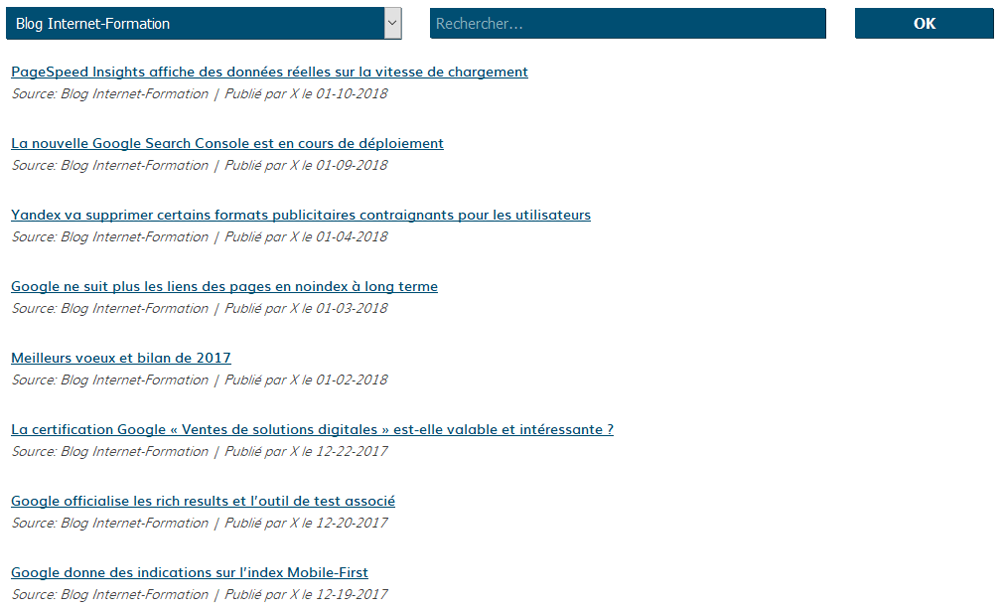 Blog Internet-Formation
Rechercher...
OK
PageSpeed Insights affiche des données réelles sur la vitesse de chargement
Source: Blog Internet-Formation | Publié par X le 01-10-2018
La nouvelle Google Search Console est en cours de déploiement
Source: Blog Internet-Formation | Publié par X le 01-09-2018
Yandex va supprimer certains formats publicitaires contraignants pour les utilisateurs
Source: Blog Internet-Formation | Publié par X le 01-04-2018
Google ne suit plus les liens des pages en noindex à long terme
Source: Blog Internet-Formation | Publié par X le 01-03-2018
Meilleurs voeux et bilan de 2017
Source: Blog Internet-Formation | Publié par X le 01-02-2018
La certification Google « Ventes de solutions digitales » est-elle valable et intéressante ?
Source: Blog Internet-Formation | Publié par X le 12-22-2017
Google officialise les rich results et l'outil de test associé
Source: Blog Internet-Formation | Publié par X le 12-20-2017
Google donne des indications sur l'index Mobile-First
Source: Blog Internet-Formation | Publié par X le 12-19-2017